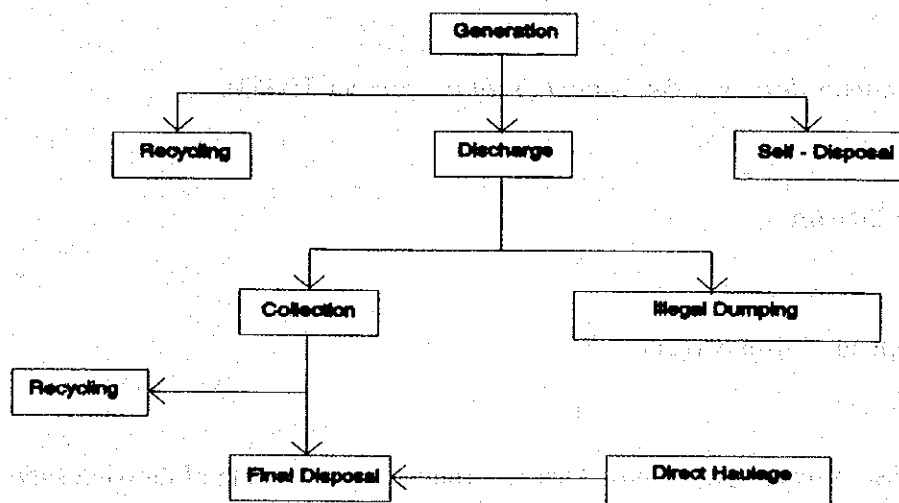 Generation
Recycling
Discharge
Self - Disposal
Collection
Illegal Dumping
Recycling
Final Disposal
Direct Haulage